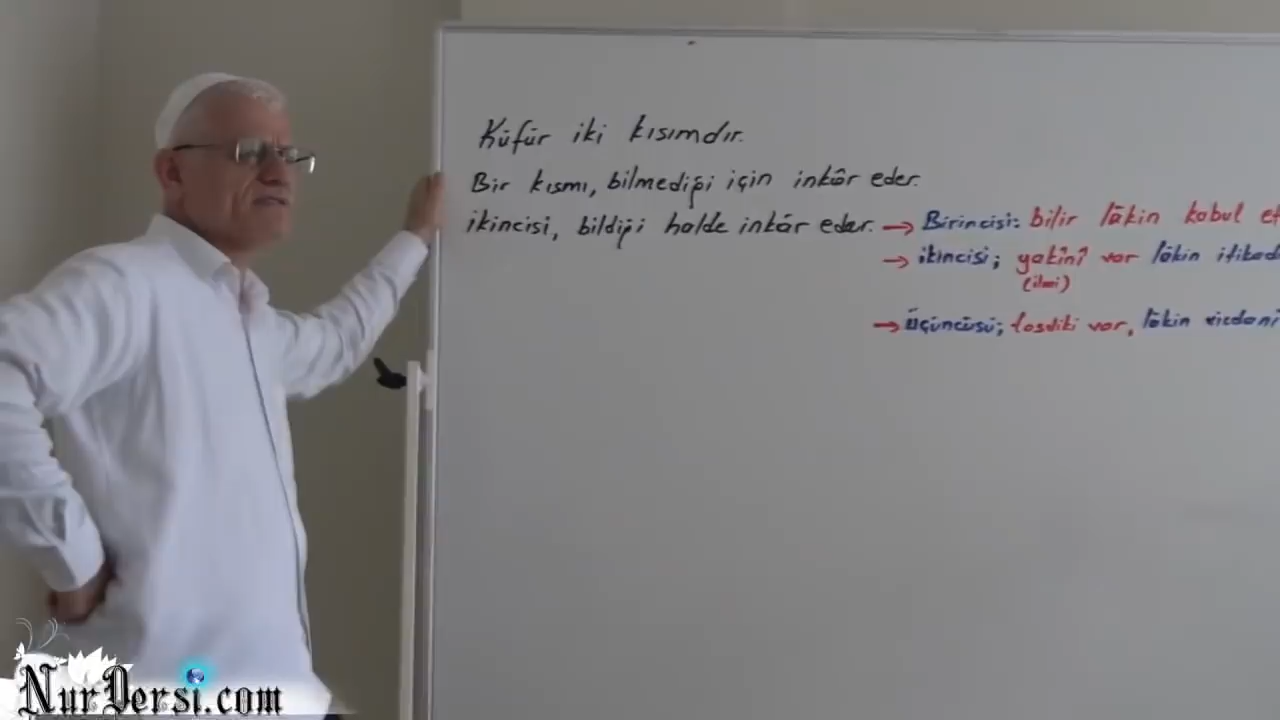 Küfür iki kısımdır.
Bir kısmı, bilmediği için inkâr eder.
ikincisi, bildiği halde inkâr eder. → Birincisi: bilir lâkin kabul
→ ikincisi; yakînî var lâkin
(ilmi)
→ Üçüncüsü; tasdiki var, lâkin vicdani
NurDersi.com